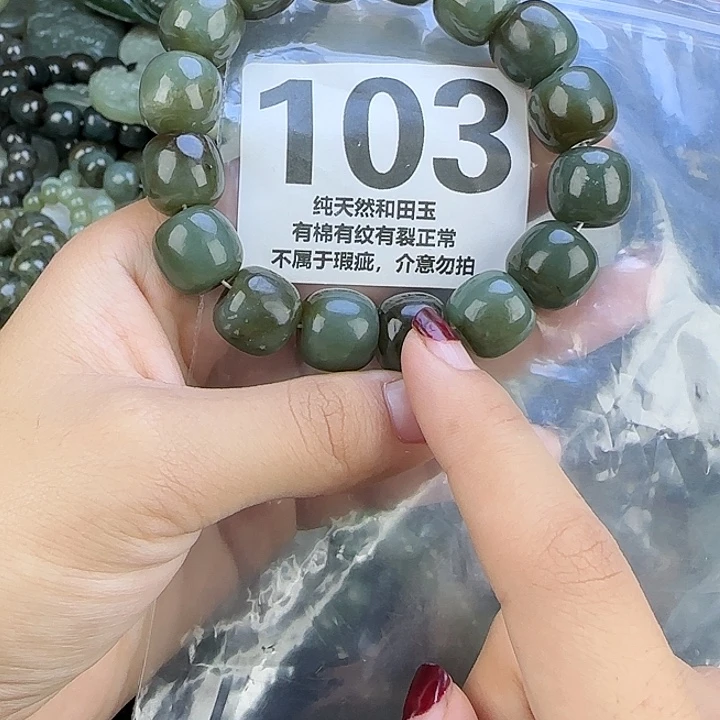 103
纯天然和田玉
有棉有纹有裂正常
不属于瑕疵，介意勿拍